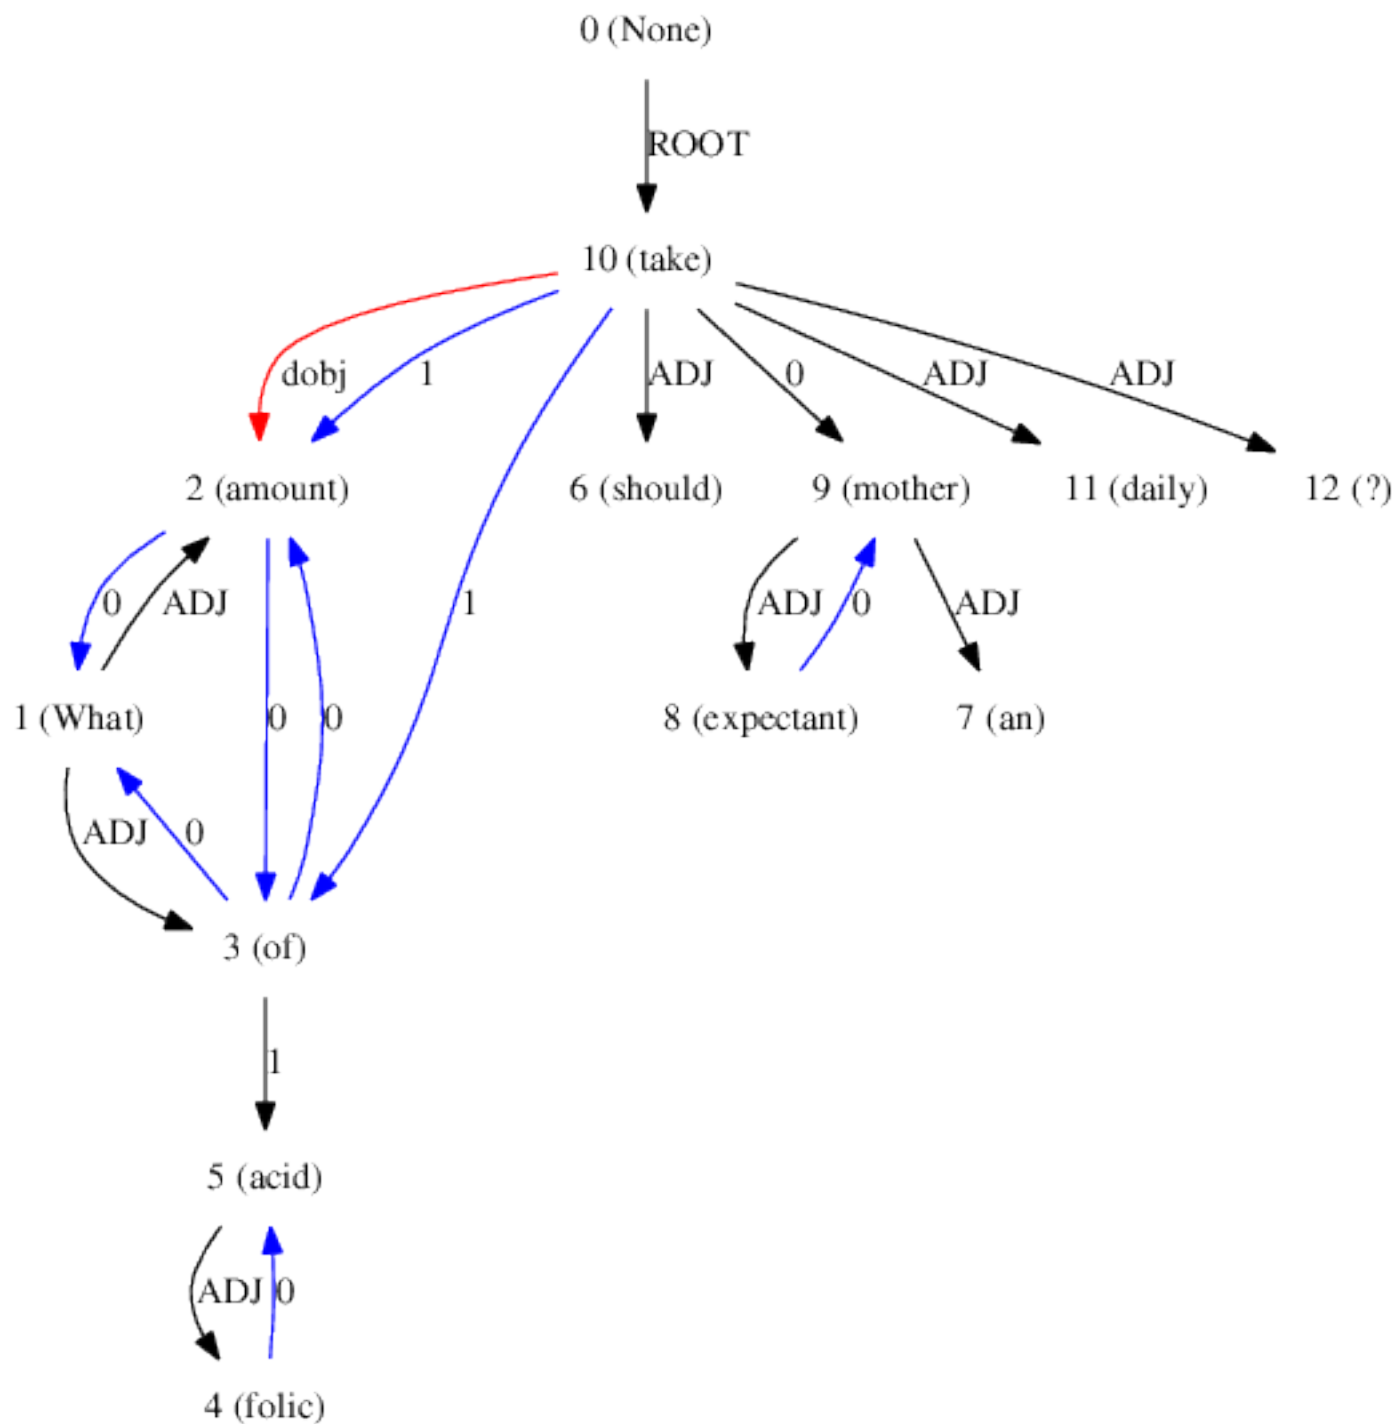 0 (None)
ROOT
10 (take)
dobj 1 ADJ 0 ADJ ADJ
2 (amount) 6 (should) 9 (mother) 11 (daily) 12 (?)
0 ADJ 1 ADJ 0 ADJ
1 (What) 0 0 8 (expectant) 7 (an)
ADJ 0
3 (of)
1
5 (acid)
ADJ 0
4 (folic)